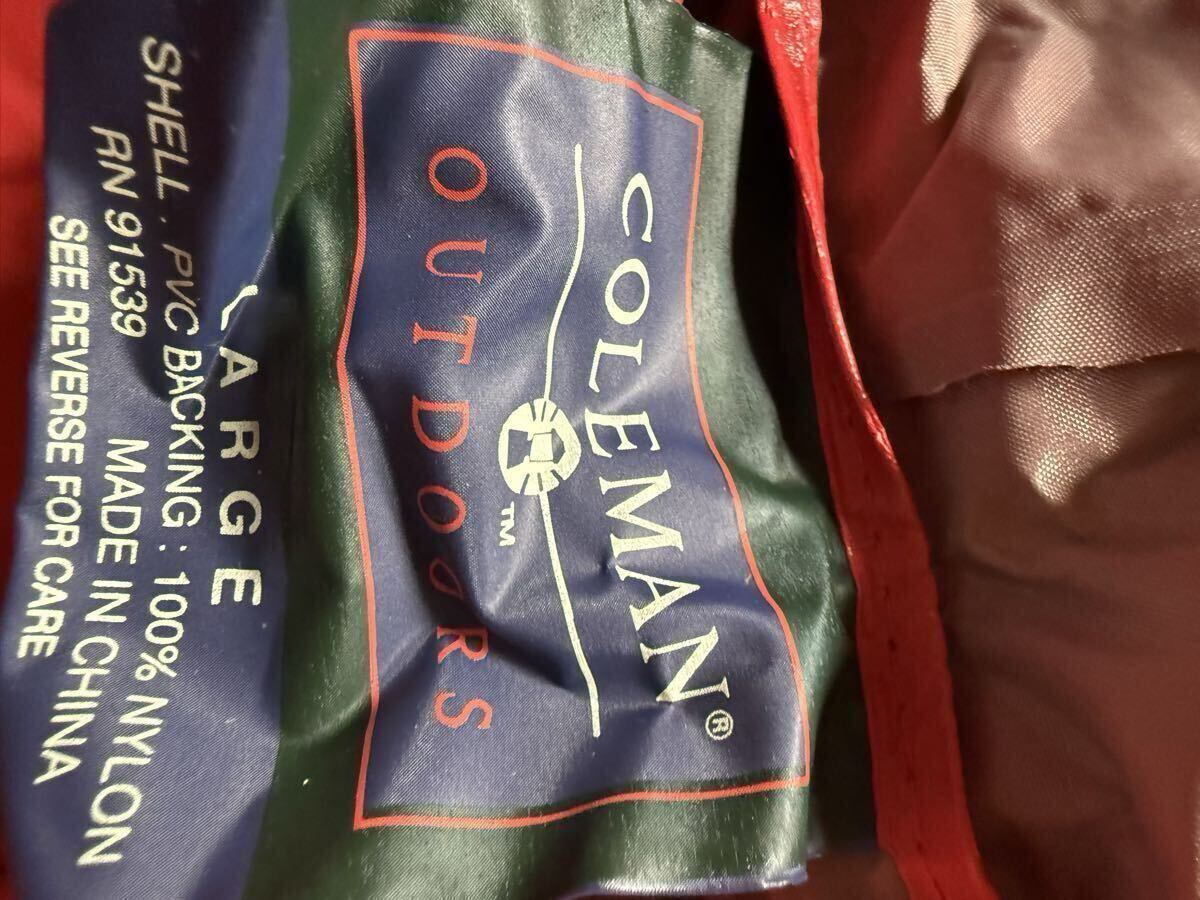 COLEMAN®
TM
OUTDOORS
LARGE
SHELL. PVC BACKING : 100% NYLON
RN 91539 MADE IN CHINA
SEE REVERSE FOR CARE